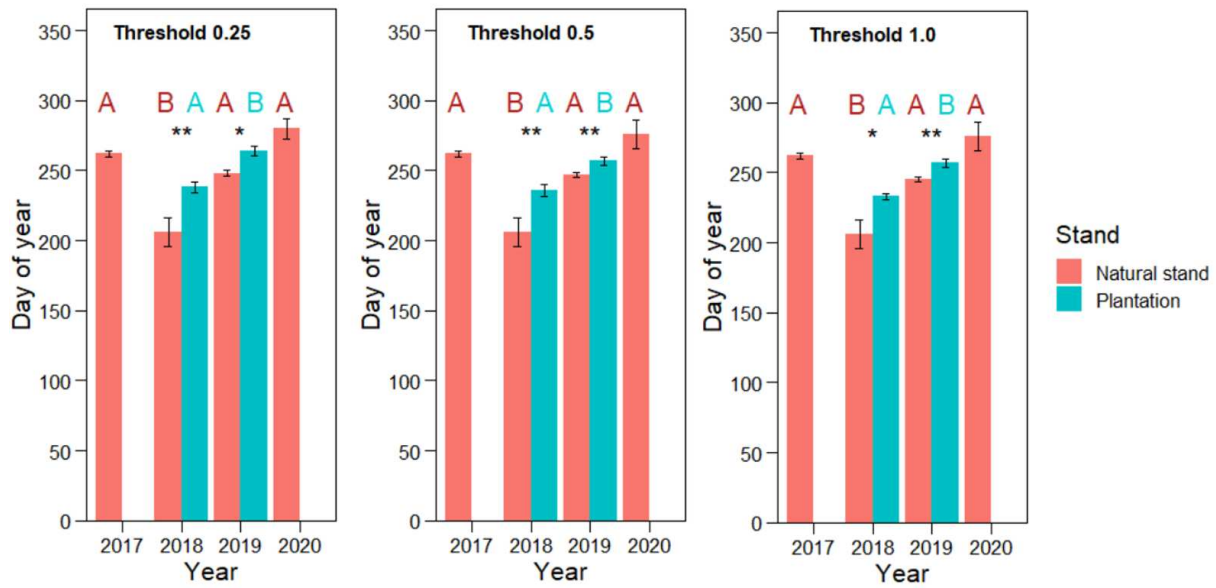 Threshold 0.25
Day of year
350
300
250
200
150
100
50
0
A B A A B A
** *
2017 2018 2019 2020
Year
Threshold 0.5
Day of year
350
300
250
200
150
100
50
0
A B A A B A
** **
2017 2018 2019 2020
Year
Threshold 1.0
Day of year
350
300
250
200
150
100
50
0
A B A A B A
* **
2017 2018 2019 2020
Year
Stand
Natural stand
Plantation